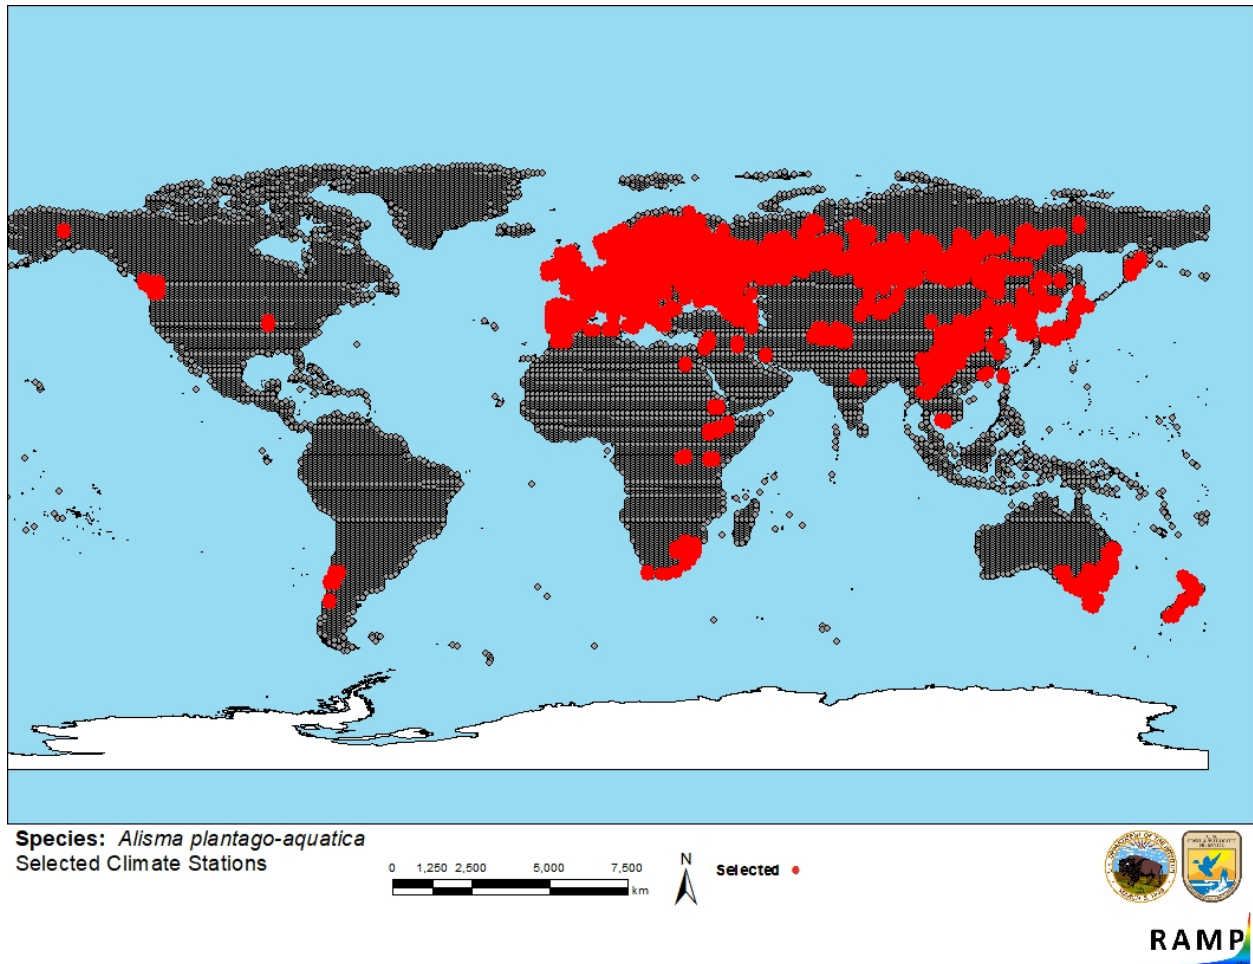 Species: Alisma plantago-aquatica
Selected Climate Stations
0 1,250 2,500 5,000 7,500
km
N
Selected
RAMP